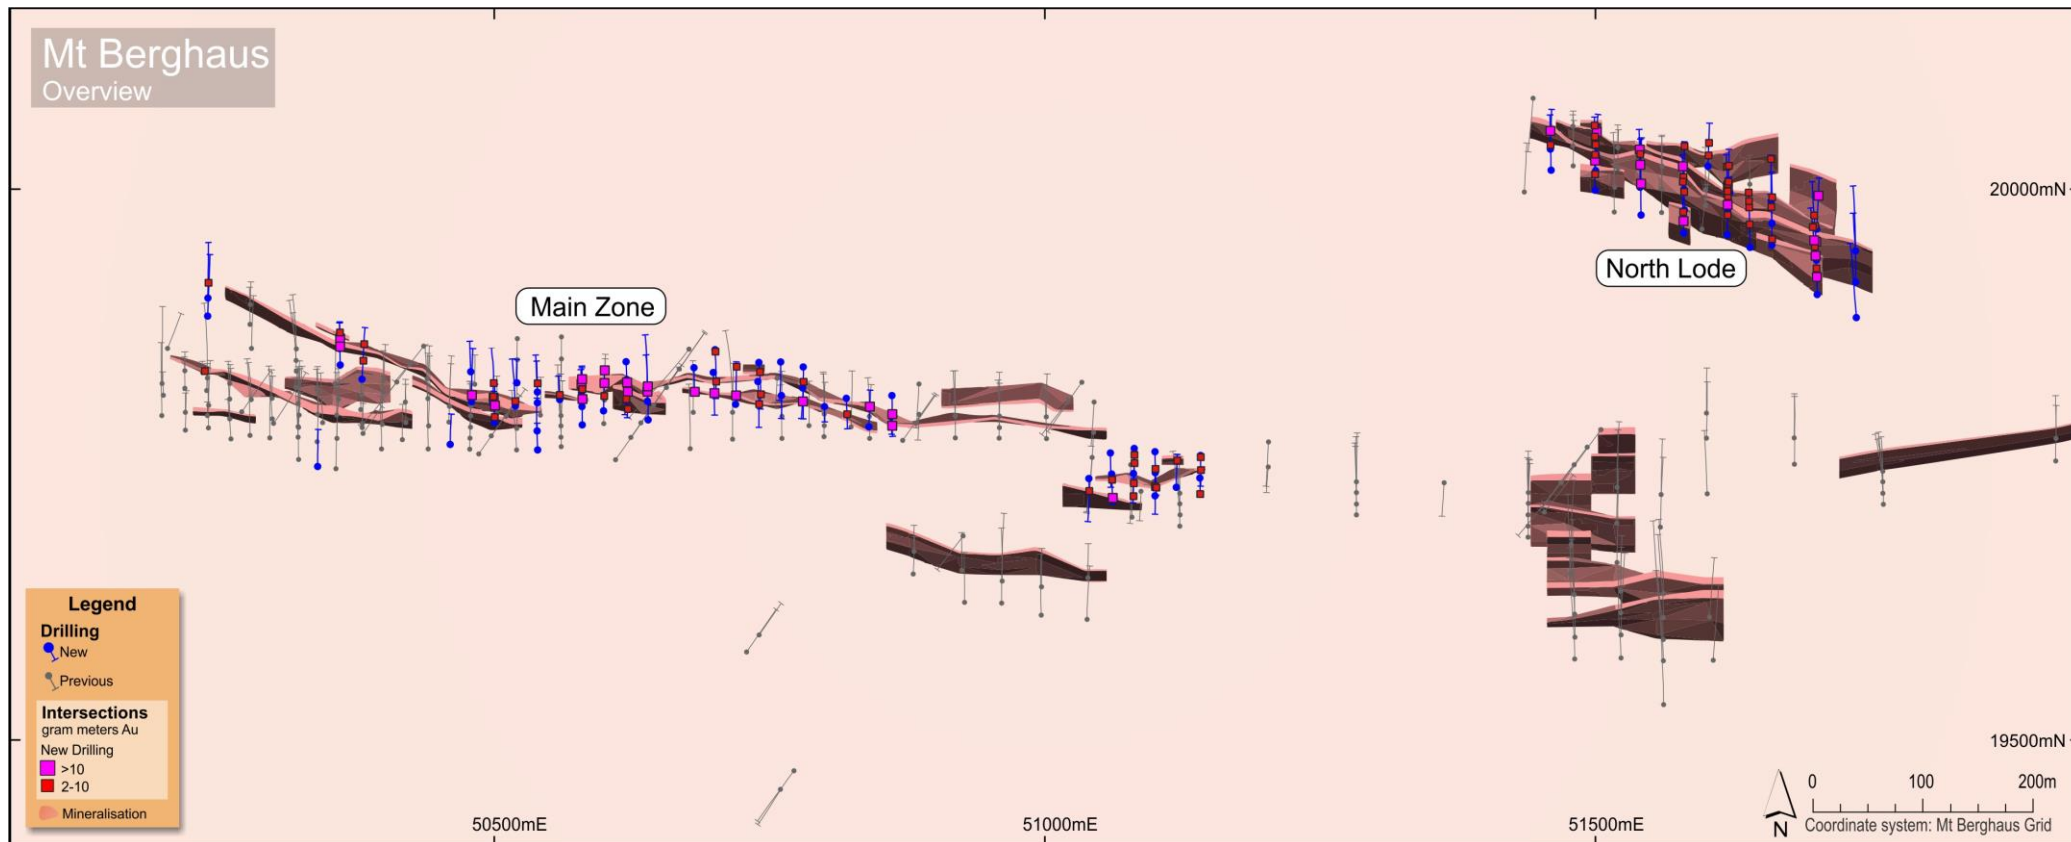 Mt Berghaus
Overview
20000mN
North Lode
Main Zone
Legend
Drilling
New
Previous
Intersections
gram meters Au
New Drilling
>10
2-10
Mineralisation
19500mN
0 100 200m
N
Coordinate system: Mt Berghaus Grid
50500mE 51000mE 51500mE